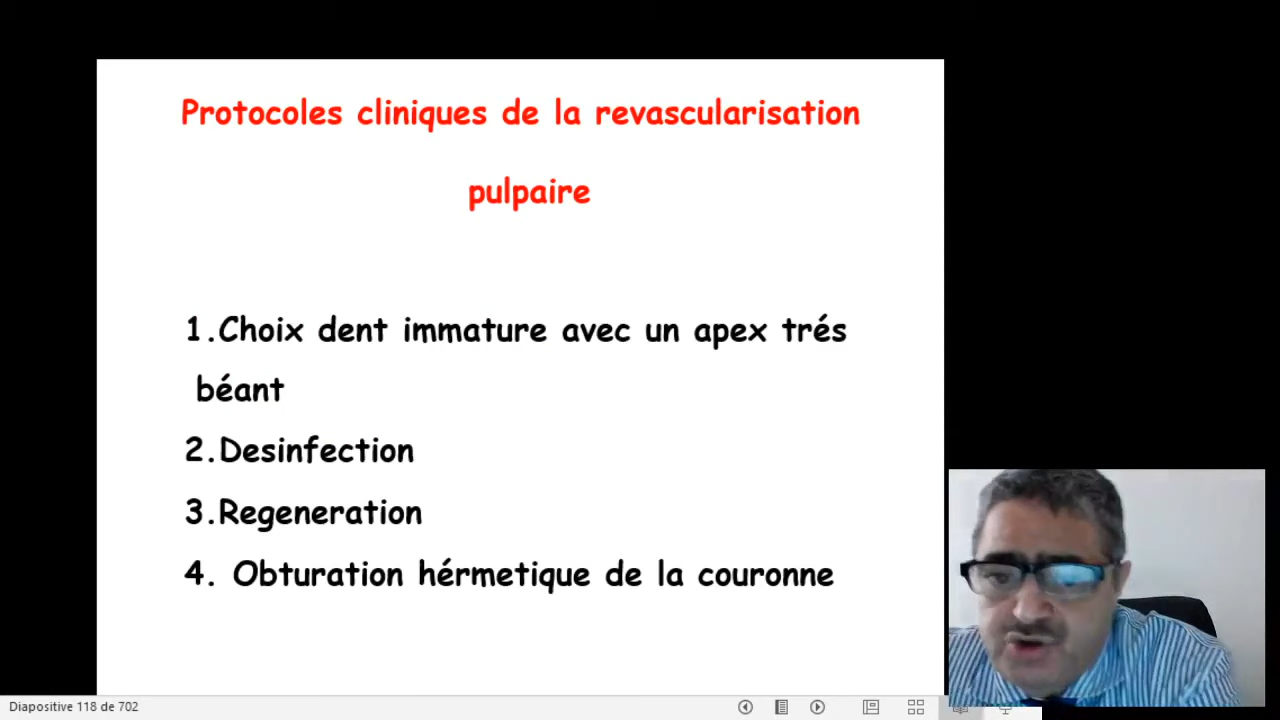 Protocoles cliniques de la revascularisation
pulpaire
1.Choix dent immature avec un apex trés
béant
2.Desinfection
3.Regeneration
4. Obturation hérmetique de la couronne
Diapositive 118 de 702